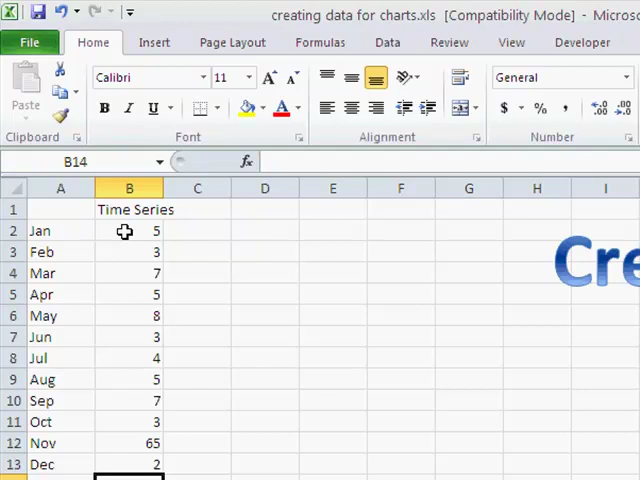 creating data for charts.xls [Compatibility Mode] - Microso
File Home Insert Page Layout Formulas Data Review View Developer
Paste
Calibri 11
General
B I U A $ % ,
Clipboard Font Alignment Number
B14 fx
A B C D E F G H I
1 Time Series
2 Jan 5
3 Feb 3
4 Mar 7
5 Apr 5
6 May 8
7 Jun 3
8 Jul 4
9 Aug 5
10 Sep 7
11 Oct 3
12 Nov 65
13 Dec 2
Cre